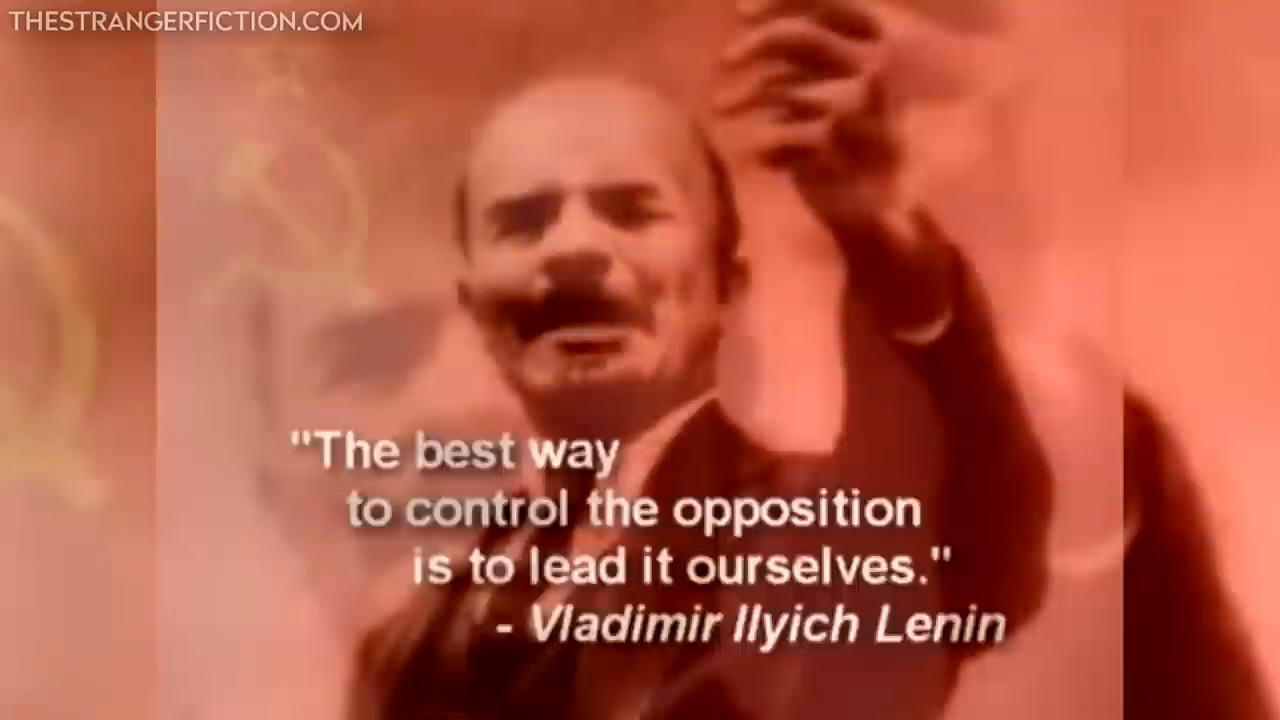 THESTRANGERFICTION.COM
"The best way
to control the opposition
is to lead it ourselves."
- Vladimir Ilyich Lenin